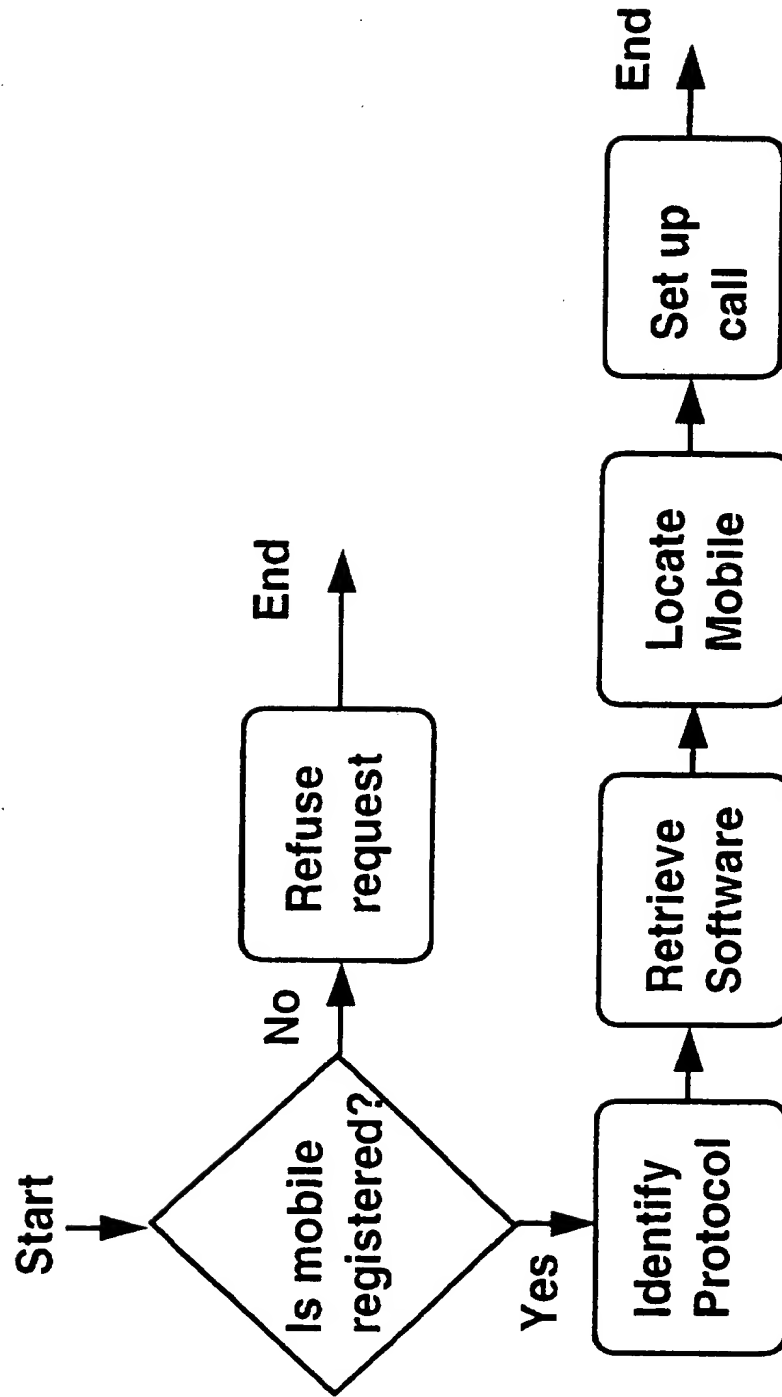 Start
Is mobile
registered?
No
Refuse
request
End
Yes
Identify
Protocol
Retrieve
Software
Locate
Mobile
Set up
call
End